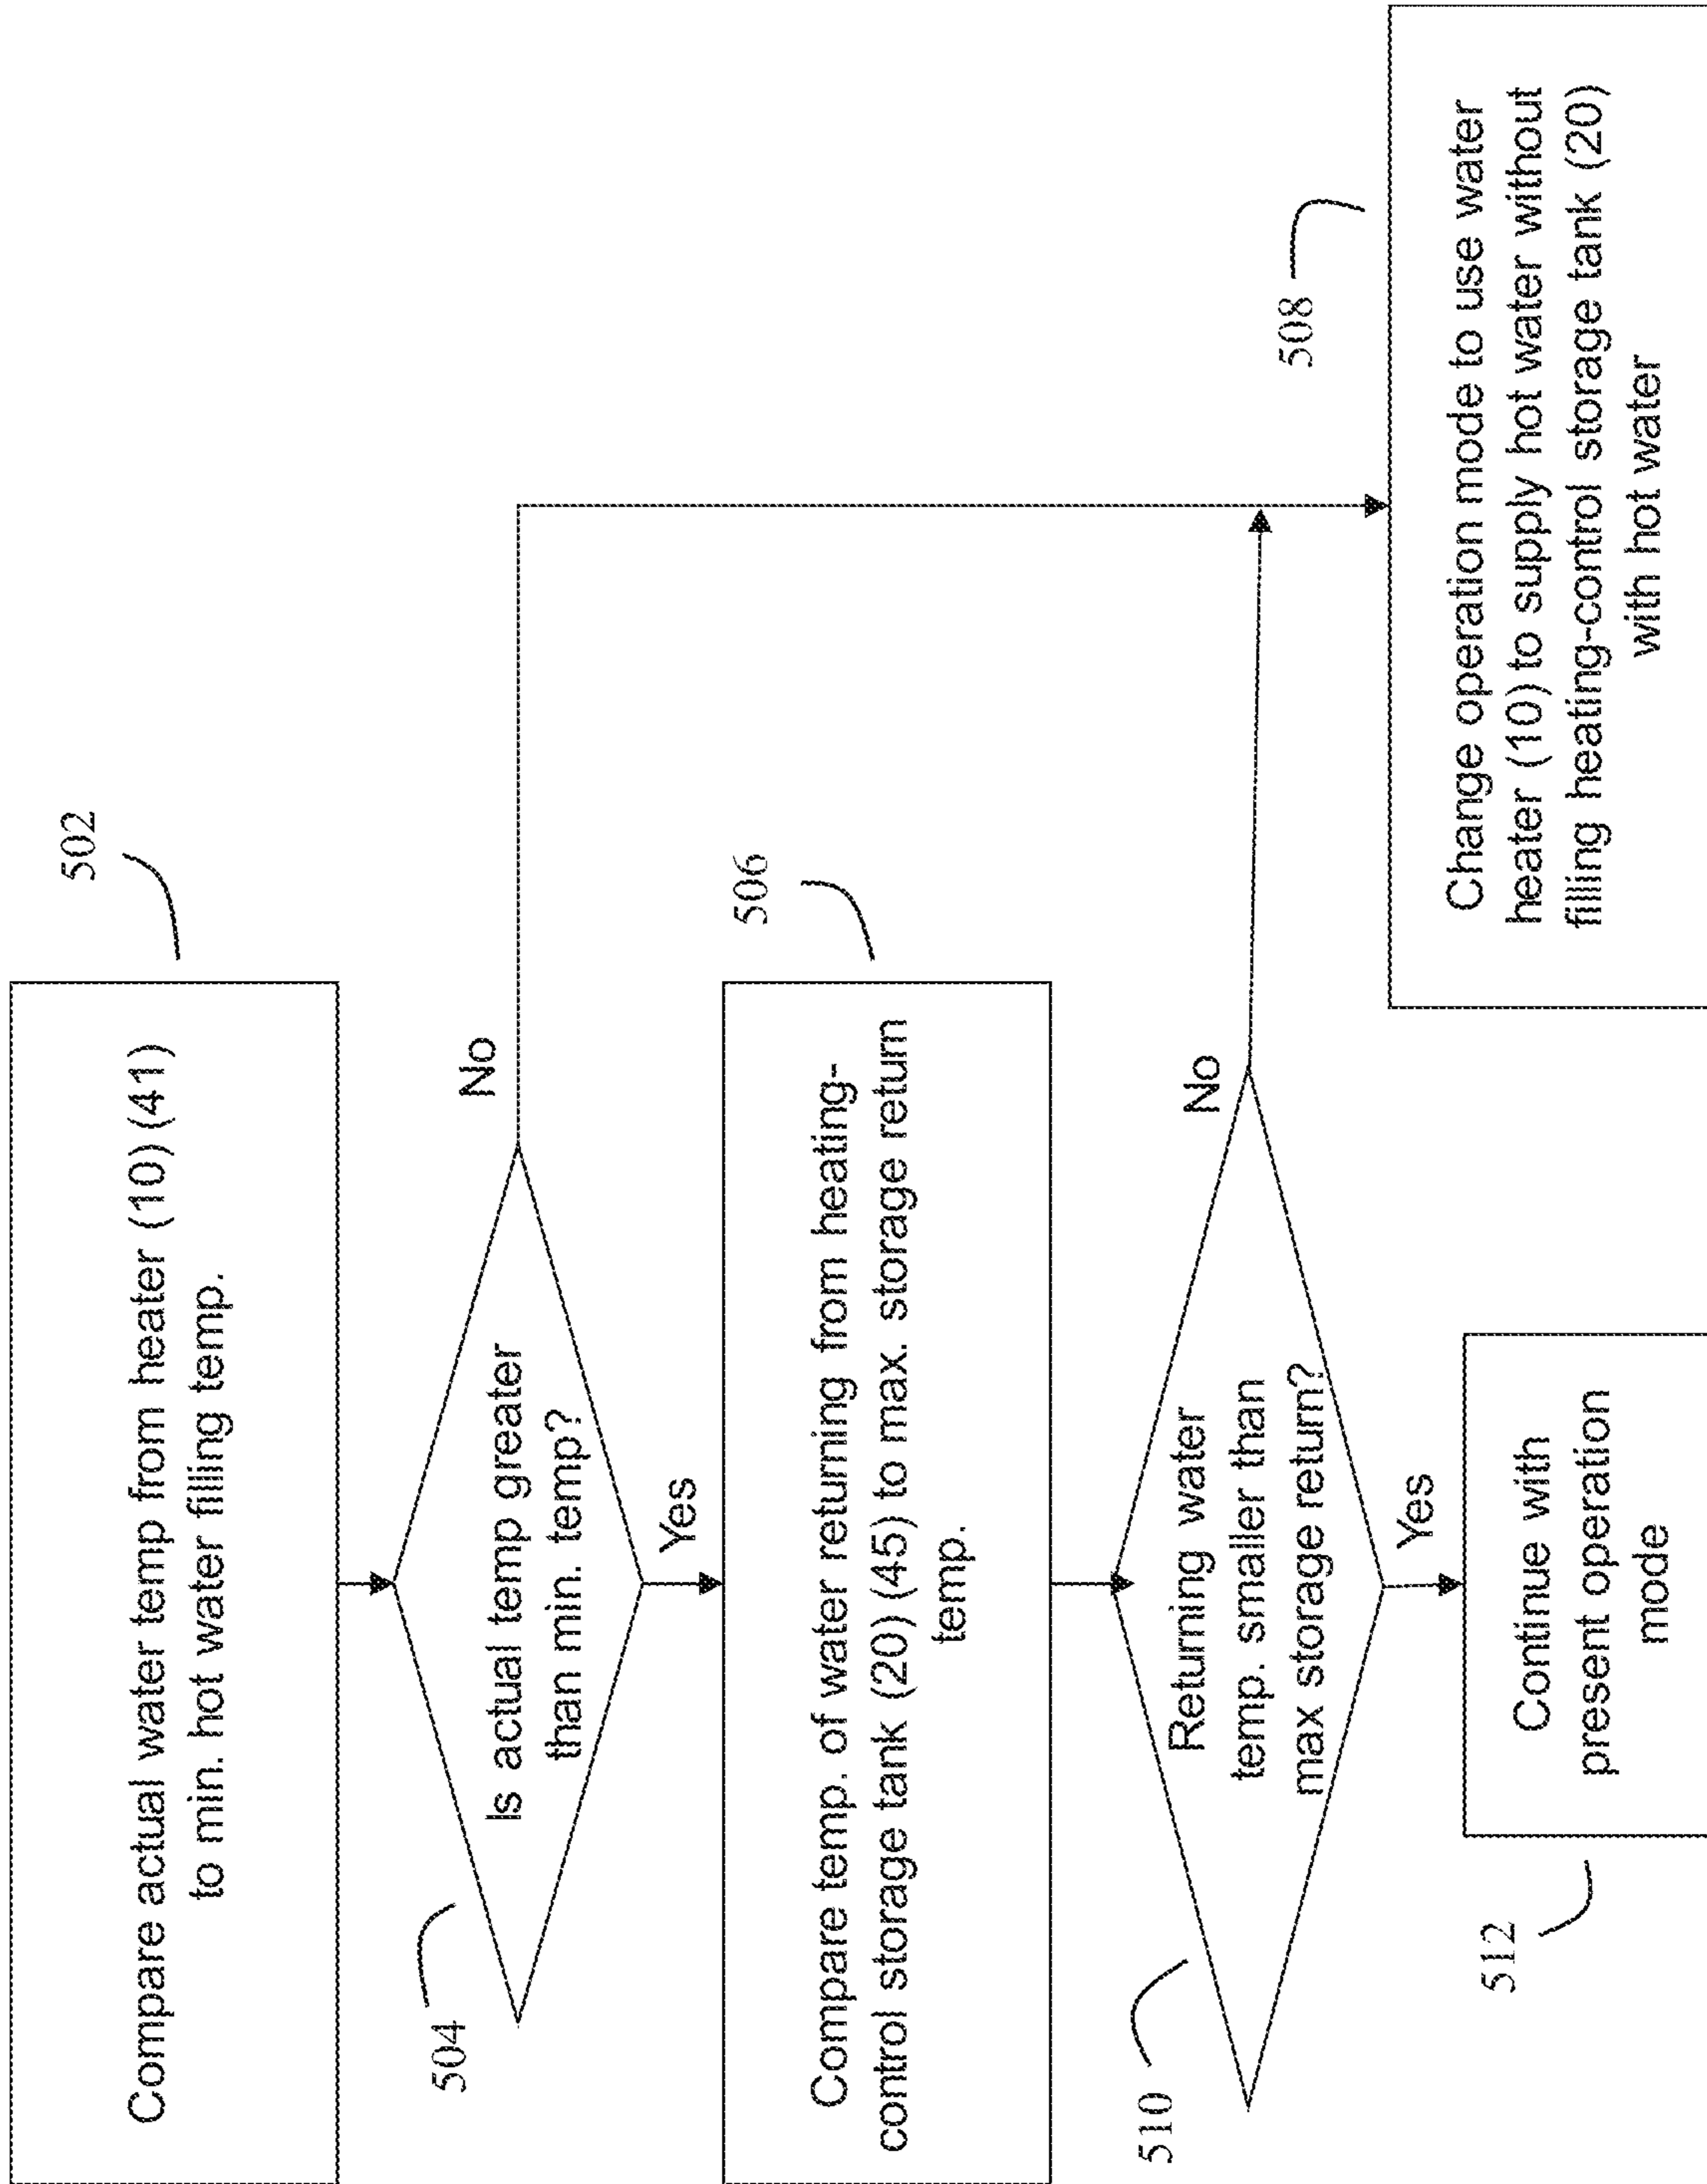 502
Compare actual water temp from heater (10) (41)
to min. hot water filling temp.
504
Is actual temp greater
than min. temp?
No
Yes
506
Compare temp. of water returning from heating-
control storage tank (20) (45) to max. storage return
temp.
510
Returning water
temp. smaller than
max storage return?
No
Yes
508
Change operation mode to use water
heater (10) to supply hot water without
filling heating-control storage tank (20)
with hot water
512
Continue with
present operation
mode